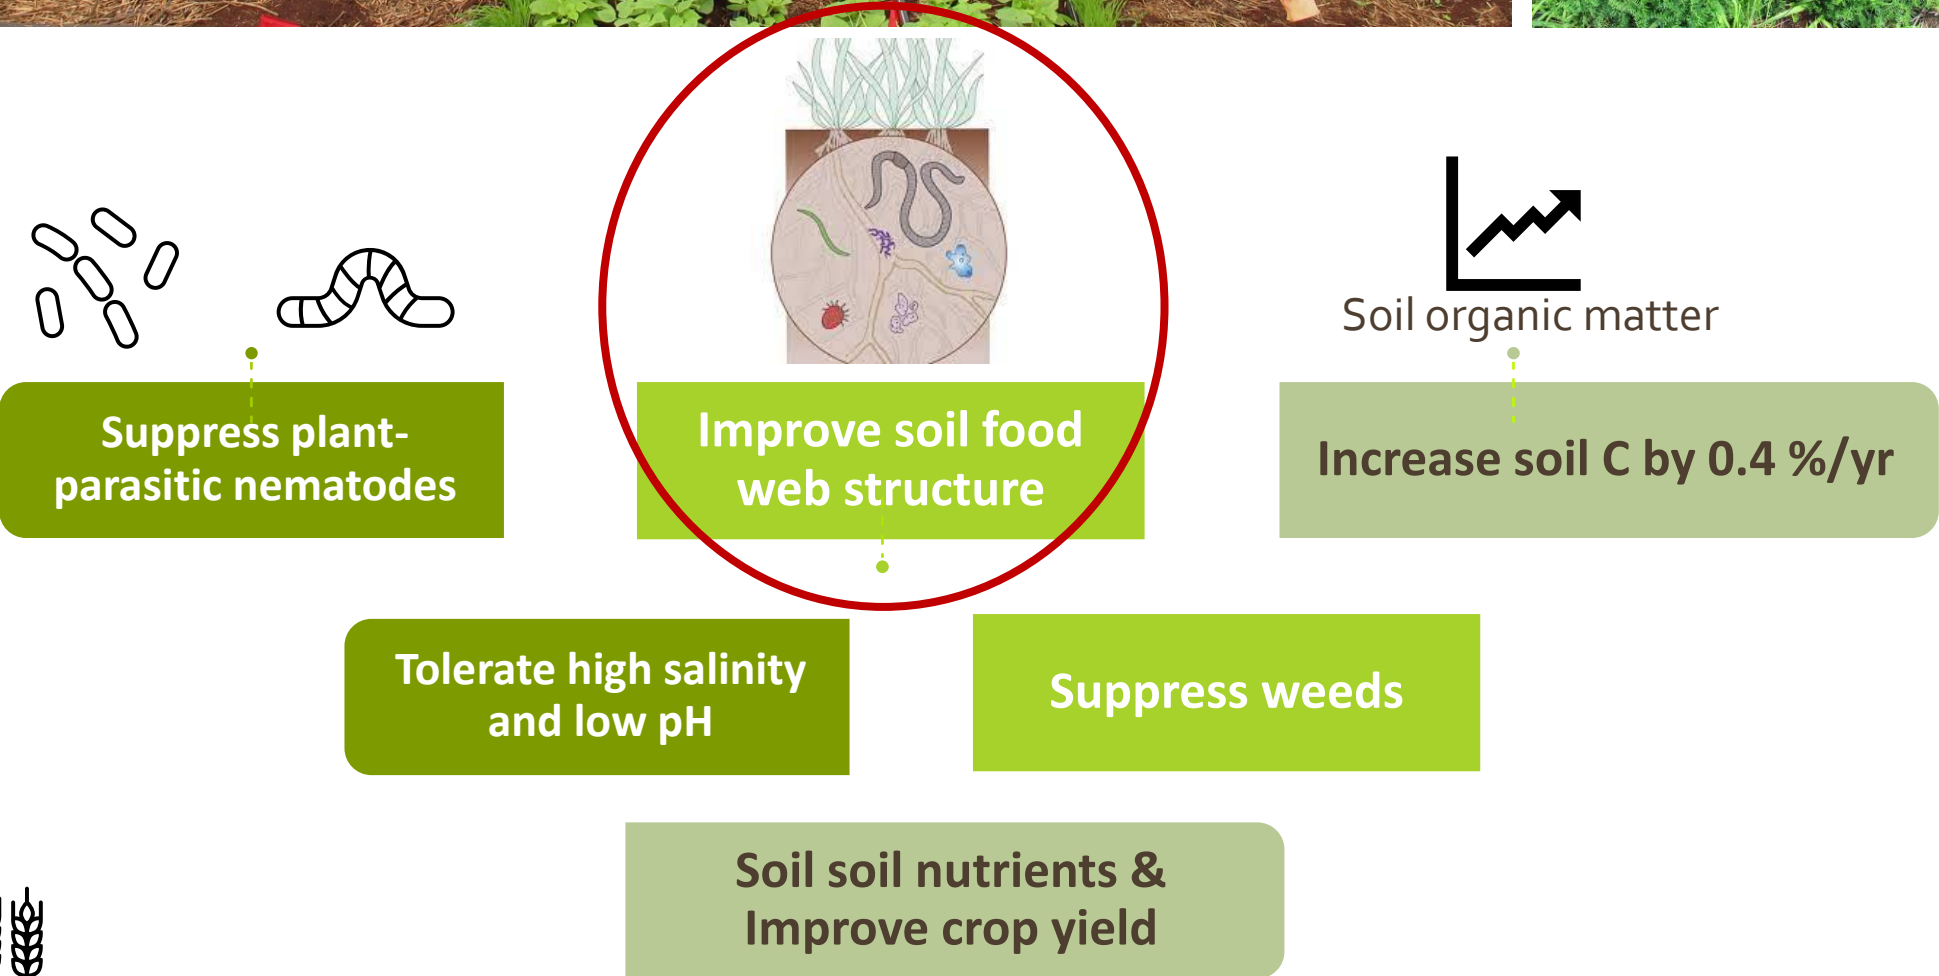 Soil organic matter
Suppress plant-
parasitic nematodes
Improve soil food
web structure
Increase soil C by 0.4 %/yr
Tolerate high salinity
and low pH
Suppress weeds
Soil soil nutrients &
Improve crop yield